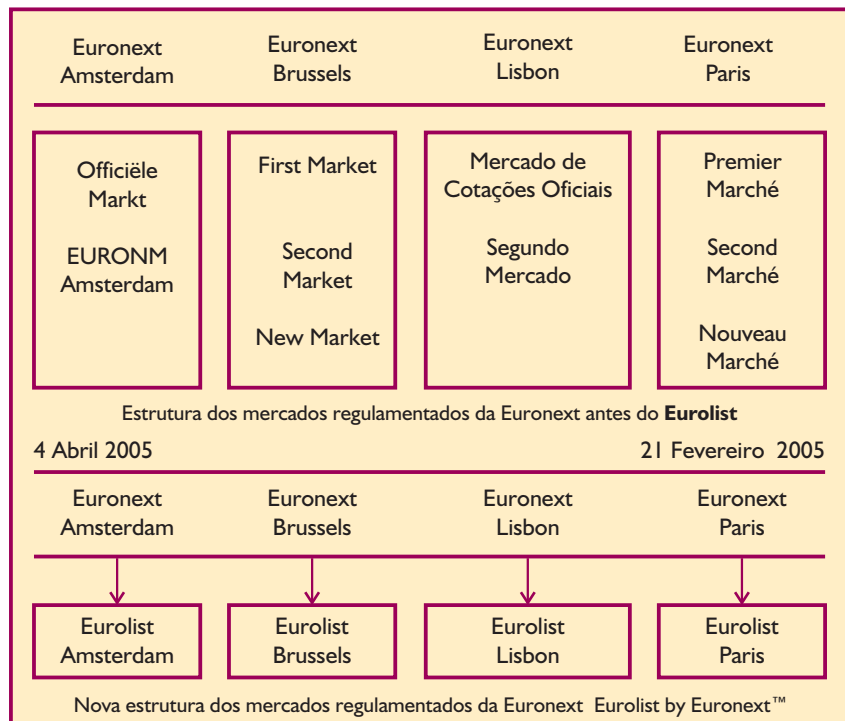 Euronext
Amsterdam
Euronext
Brussels
Euronext
Lisbon
Euronext
Paris
Officiële
Markt
EURONM
Amsterdam
First Market
Second
Market
New Market
Mercado de
Cotações Oficiais
Segundo
Mercado
Premier
Marché
Second
Marché
Nouveau
Marché
Estrutura dos mercados regulamentados da Euronext antes do Eurolist
4 Abril 2005
21 Fevereiro 2005
Euronext
Amsterdam
Euronext
Brussels
Euronext
Lisbon
Euronext
Paris
Eurolist
Amsterdam
Eurolist
Brussels
Eurolist
Lisbon
Eurolist
Paris
Nova estrutura dos mercados regulamentados da Euronext Eurolist by Euronext™